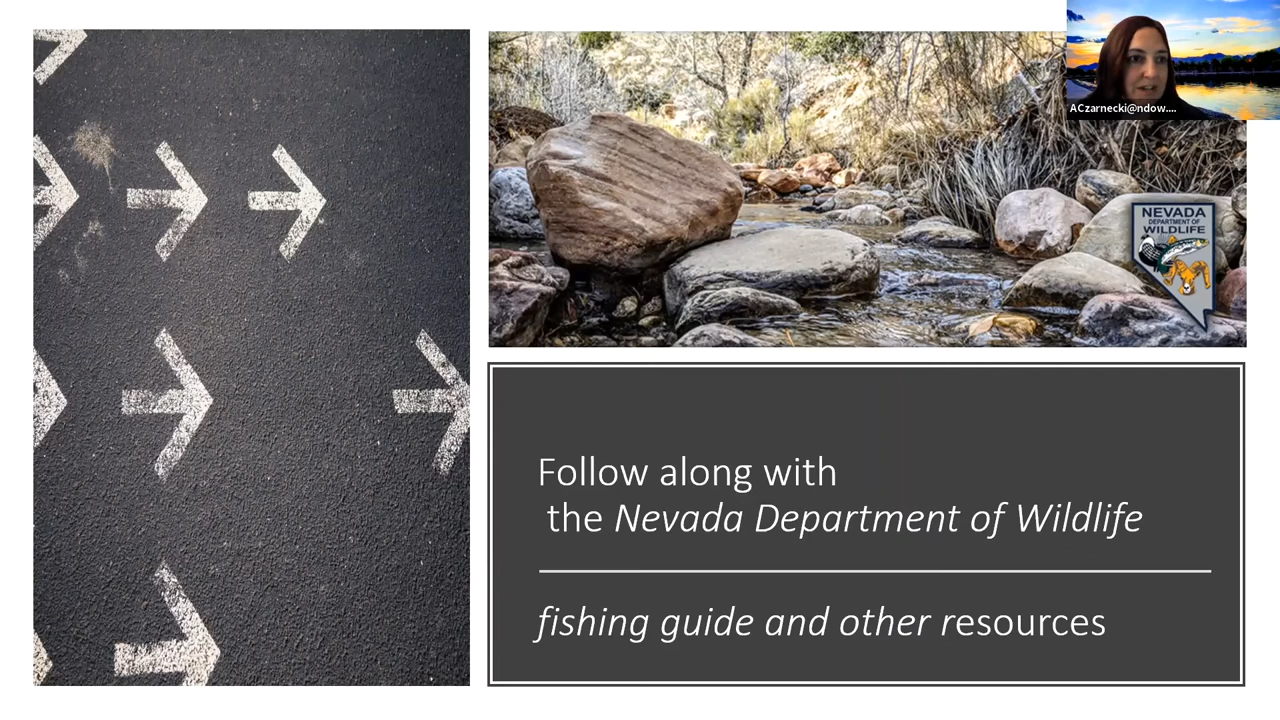 ACzarnecki@ndow....
NEVADA
DEPARTMENT OF
WILDLIFE
Follow along with
the Nevada Department of Wildlife
fishing guide and other resources